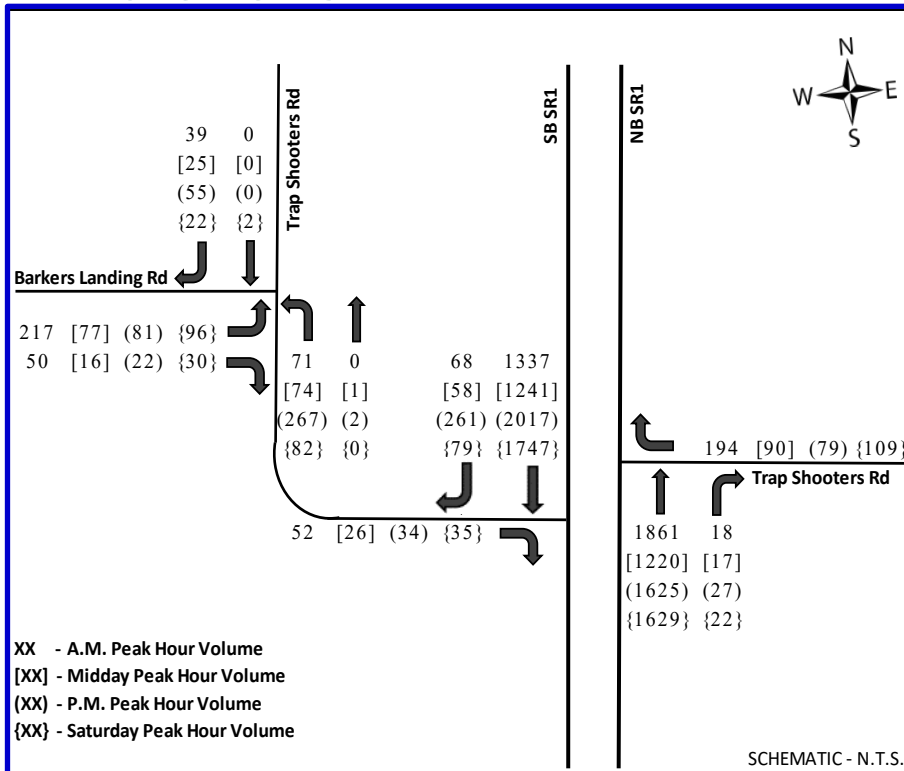 N
W E
S
SB SR1
NB SR1
Trap Shooters Rd
39 0
[25] [0]
(55) (0)
{22} {2}
Barkers Landing Rd
217 [77] (81) {96}
50 [16] (22) {30}
71 0
[74] [1]
(267) (2)
{82} {0}
68 1337
[58] [1241]
(261) (2017)
{79} {1747}
194 [90] (79) {109}
Trap Shooters Rd
52 [26] (34) {35}
1861 18
[1220] [17]
(1625) (27)
{1629} {22}
XX - A.M. Peak Hour Volume
[XX] - Midday Peak Hour Volume
(XX) - P.M. Peak Hour Volume
{XX} - Saturday Peak Hour Volume
SCHEMATIC - N.T.S.